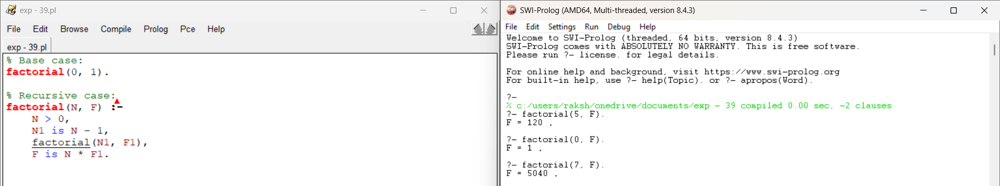 exp - 39.pl
File Edit Browse Compile Prolog Pce Help
exp - 39.pl
% Base case:
factorial(0, 1).
% Recursive case:
factorial(N, F) :-
    N > 0,
    N1 is N - 1,
    factorial(N1, F1),
    F is N * F1.
SWI-Prolog (AMD64, Multi-threaded, version 8.4.3)
File Edit Settings Run Debug Help
Welcome to SWI-Prolog (threaded, 64 bits, version 8.4.3)
SWI-Prolog comes with ABSOLUTELY NO WARRANTY. This is free software.
Please run ?- license. for legal details.
For online help and background, visit https://www.swi-prolog.org
For built-in help, use ?- help(Topic). or ?- apropos(Word).
?-
% c:/users/raksh/onedrive/documents/exp - 39 compiled 0.00 sec, -2 clauses
?- factorial(5, F).
F = 120 .
?- factorial(0, F).
F = 1 .
?- factorial(7, F).
F = 5040 .